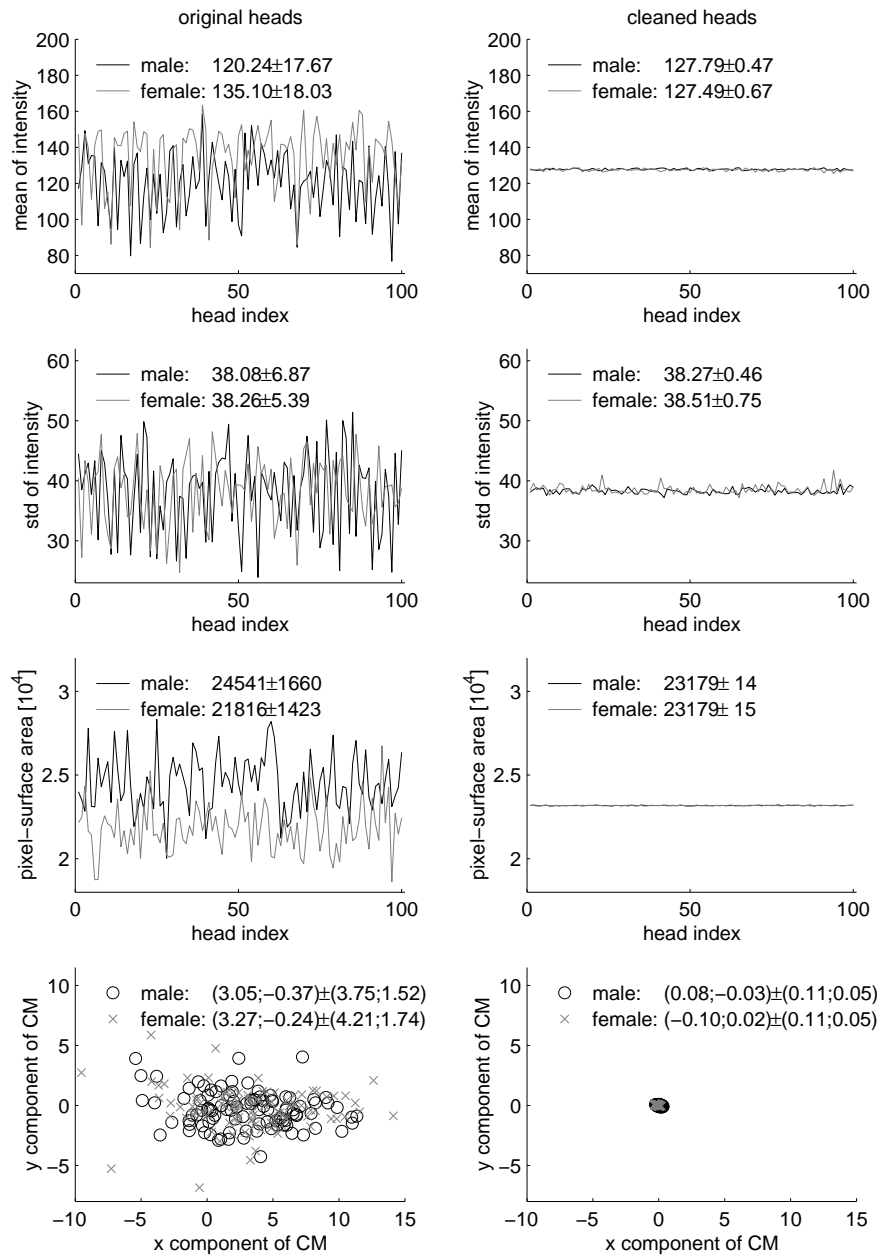 original heads
200
180
160
140
120
100
80
mean of intensity
male: 120.24±17.67
female: 135.10±18.03
0 50 100
head index
cleaned heads
200
180
160
140
120
100
80
mean of intensity
male: 127.79±0.47
female: 127.49±0.67
0 50 100
head index
60
50
40
30
std of intensity
male: 38.08±6.87
female: 38.26±5.39
0 50 100
head index
60
50
40
30
std of intensity
male: 38.27±0.46
female: 38.51±0.75
0 50 100
head index
3
2.5
2
pixel−surface area [10^4]
male: 24541±1660
female: 21816±1423
0 50 100
head index
3
2.5
2
pixel−surface area [10^4]
male: 23179± 14
female: 23179± 15
0 50 100
head index
10
5
0
−5
y component of CM
male: (3.05;−0.37)±(3.75;1.52)
female: (3.27;−0.24)±(4.21;1.74)
−10 −5 0 5 10 15
x component of CM
10
5
0
−5
y component of CM
male: (0.08;−0.03)±(0.11;0.05)
female: (−0.10;0.02)±(0.11;0.05)
−10 −5 0 5 10 15
x component of CM